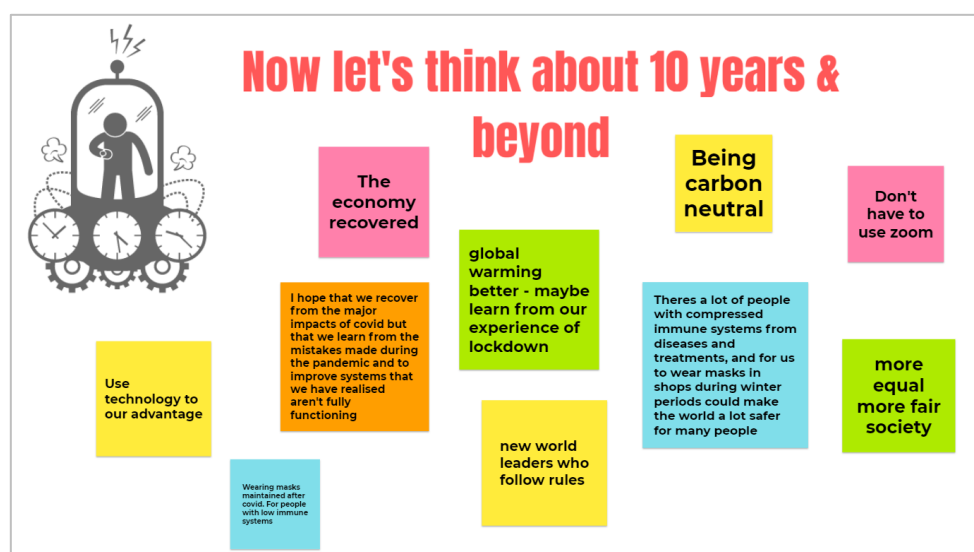 Now let's think about 10 years &
beyond
The
economy
recovered
Being
carbon
neutral
Don't
have to
use zoom
global
warming
better - maybe
learn from our
experience of
lockdown
I hope that we recover
from the major
impacts of covid but
that we learn from the
mistakes made during
the pandemic and to
improve systems that
we have realised
aren't fully
functioning
Theres a lot of people
with compressed
immune systems from
diseases and
treatments, and for us
to wear masks in
shops during winter
periods could make
the world a lot safer
for many people
Use
technology to
our advantage
more
equal
more fair
society
new world
leaders who
follow rules
Wearing masks
maintained after
covid. For people
with low immune
systems